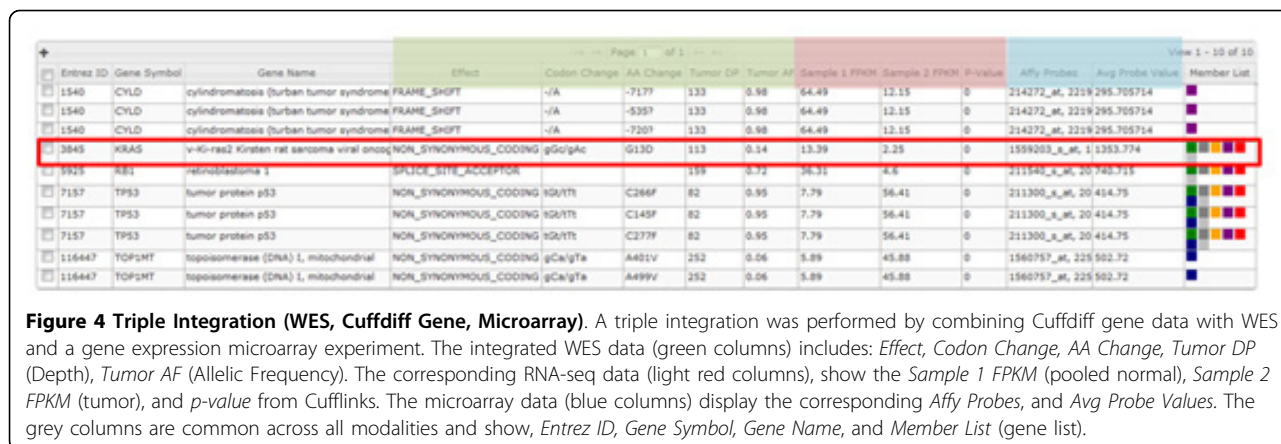 + Page 1 of 1 View 1 - 10 of 10
Entrez ID Gene Symbol Gene Name Effect Codon Change AA Change Tumor DP Tumor AF Sample 1 FPKM Sample 2 FPKM P-Value Affy Probes Avg Probe Value Member List
1540 CYLD cylindromatosis (turban tumor syndrome FRAME_SHIFT -/A -717? 133 0.98 64.49 12.15 0 214272_at, 2219 295.705714
1540 CYLD cylindromatosis (turban tumor syndrome FRAME_SHIFT -/A -535? 133 0.98 64.49 12.15 0 214272_at, 2219 295.705714
1540 CYLD cylindromatosis (turban tumor syndrome FRAME_SHIFT -/A -720? 133 0.98 64.49 12.15 0 214272_at, 2219 295.705714
3845 KRAS v-Ki-ras2 Kirsten rat sarcoma viral oncog NON_SYNONYMOUS_CODING gGc/gAc G13D 113 0.14 13.39 2.25 0 1559203_s_at, 1 1353.774
5925 RB1 retinoblastoma 1 SPLICE_SITE_ACCEPTOR 159 0.72 36.31 4.6 0 211540_s_at, 20 740.715
7157 TP53 tumor protein p53 NON_SYNONYMOUS_CODING tGt/tTt C266F 82 0.95 7.79 56.41 0 211300_s_at, 20 414.75
7157 TP53 tumor protein p53 NON_SYNONYMOUS_CODING tGt/tTt C145F 82 0.95 7.79 56.41 0 211300_s_at, 20 414.75
7157 TP53 tumor protein p53 NON_SYNONYMOUS_CODING tGt/tTt C277F 82 0.95 7.79 56.41 0 211300_s_at, 20 414.75
116447 TOP1MT topoisomerase (DNA) I, mitochondrial NON_SYNONYMOUS_CODING gCa/gTa A401V 252 0.06 5.89 45.88 0 1560757_at, 225 502.72
116447 TOP1MT topoisomerase (DNA) I, mitochondrial NON_SYNONYMOUS_CODING gCa/gTa A499V 252 0.06 5.89 45.88 0 1560757_at, 225 502.72
Figure 4 Triple Integration (WES, Cuffdiff Gene, Microarray). A triple integration was performed by combining Cuffdiff gene data with WES
and a gene expression microarray experiment. The integrated WES data (green columns) includes: Effect, Codon Change, AA Change, Tumor DP
(Depth), Tumor AF (Allelic Frequency). The corresponding RNA-seq data (light red columns), show the Sample 1 FPKM (pooled normal), Sample 2
FPKM (tumor), and p-value from Cufflinks. The microarray data (blue columns) display the corresponding Affy Probes, and Avg Probe Values. The
grey columns are common across all modalities and show, Entrez ID, Gene Symbol, Gene Name, and Member List (gene list).